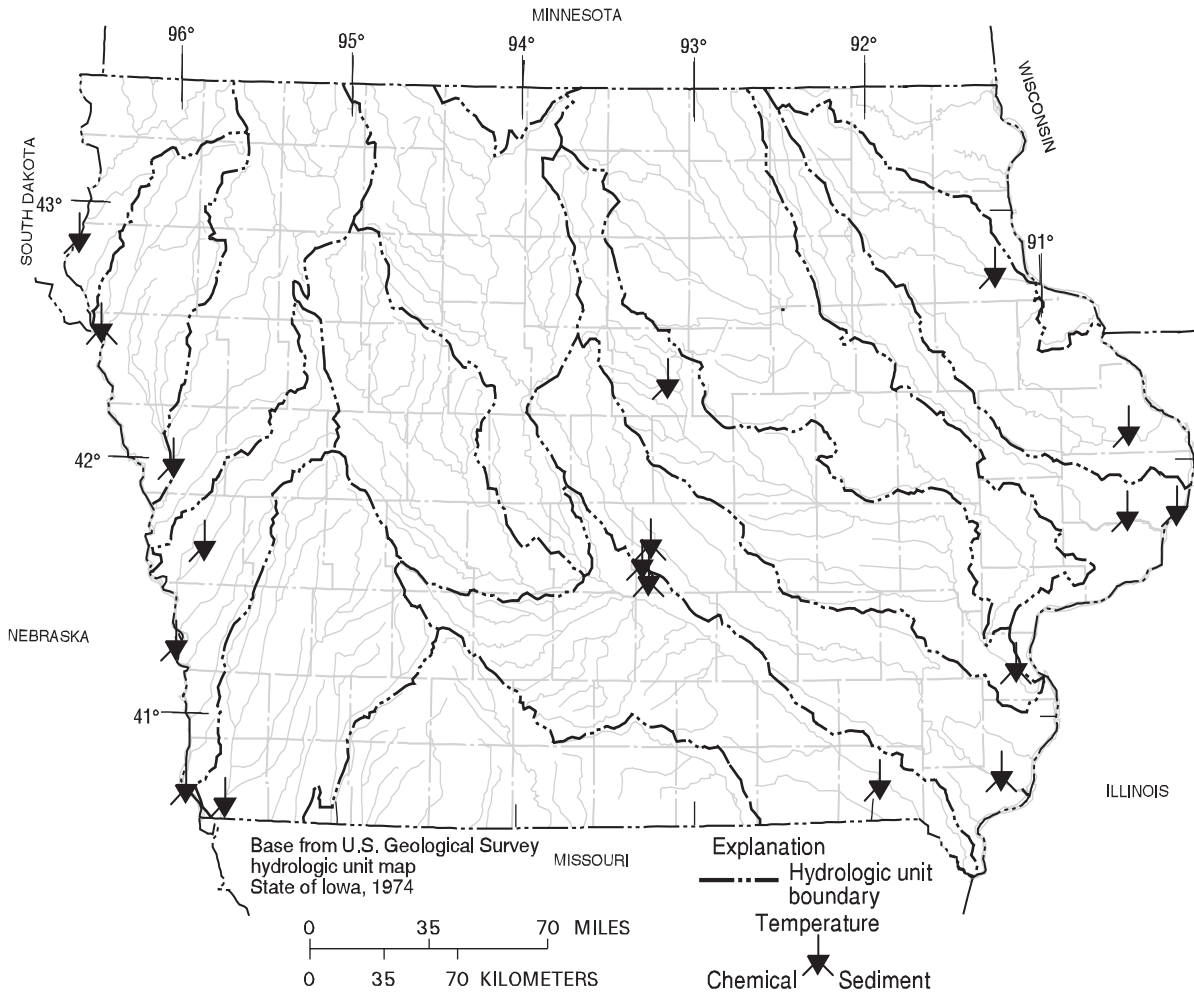 MINNESOTA
96° 95° 94° 93° 92°
WISCONSIN
SOUTH DAKOTA
43°
91°
42°
NEBRASKA
41°
ILLINOIS
Base from U.S. Geological Survey
hydrologic unit map
State of Iowa, 1974
MISSOURI
Explanation
Hydrologic unit
boundary
Temperature
Chemical Sediment
0 35 70 MILES
0 35 70 KILOMETERS